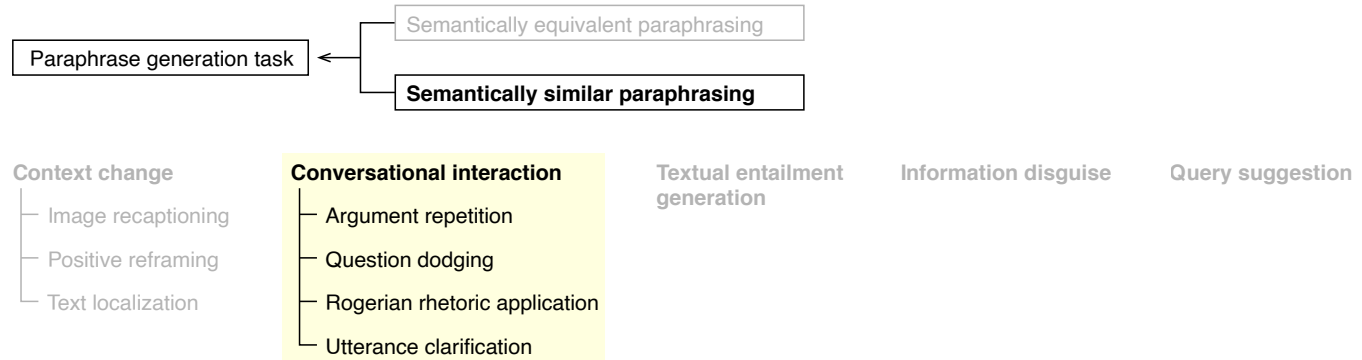 Semantically equivalent paraphrasing
Paraphrase generation task
Semantically similar paraphrasing
Context change
Image recaptioning
Positive reframing
Text localization
Conversational interaction
Argument repetition
Question dodging
Rogerian rhetoric application
Utterance clarification
Textual entailment
generation
Information disguise
Query suggestion